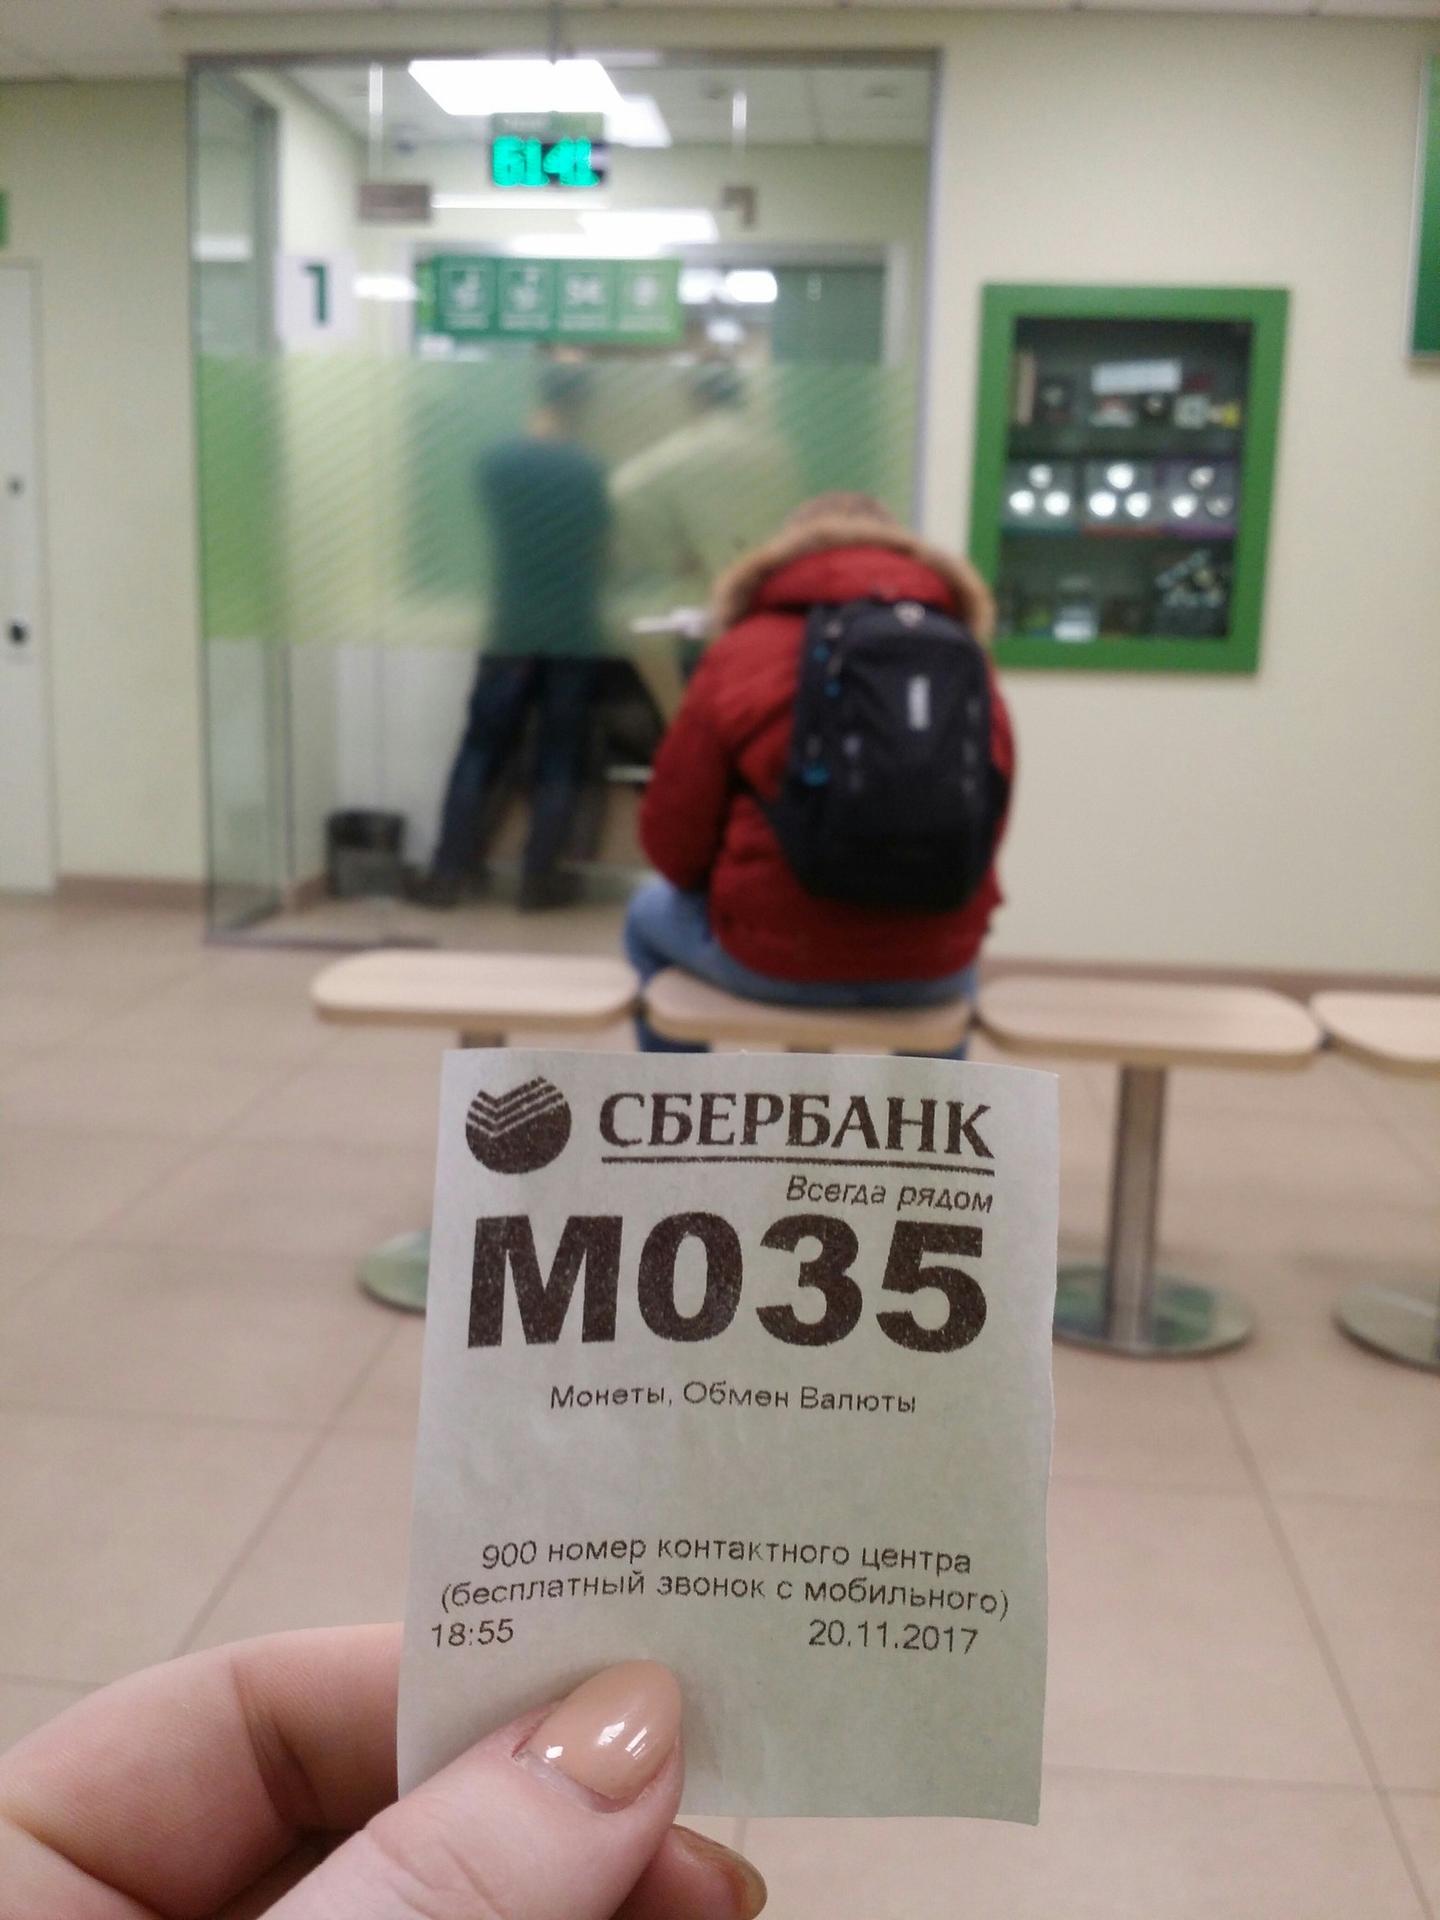 1
СБЕРБАНК
Всегда рядом
М035
Монеты, Обмен Валюты
900 номер контактного центра
(бесплатный звонок с мобильного)
18:55 20.11.2017